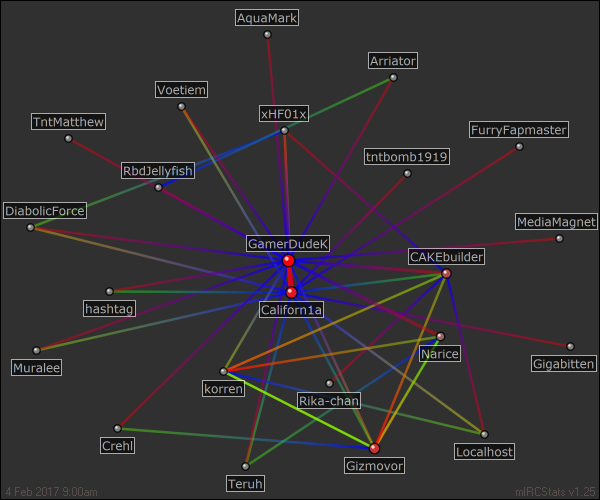 AquaMark
Arriator
Voetiem
xHF01x
TntMatthew
FurryFapmaster
tntbomb1919
RbdJellyfish
DiabolicForce
MediaMagnet
GamerDudeK
CAKEbuilder
hashtag
Californ1a
Narice
Muralee
Gigabitten
korren
Rika-chan
Crehl
Localhost
Gizmovor
Teruh
4 Feb 2017 9:00am
mIRCStats v1.25